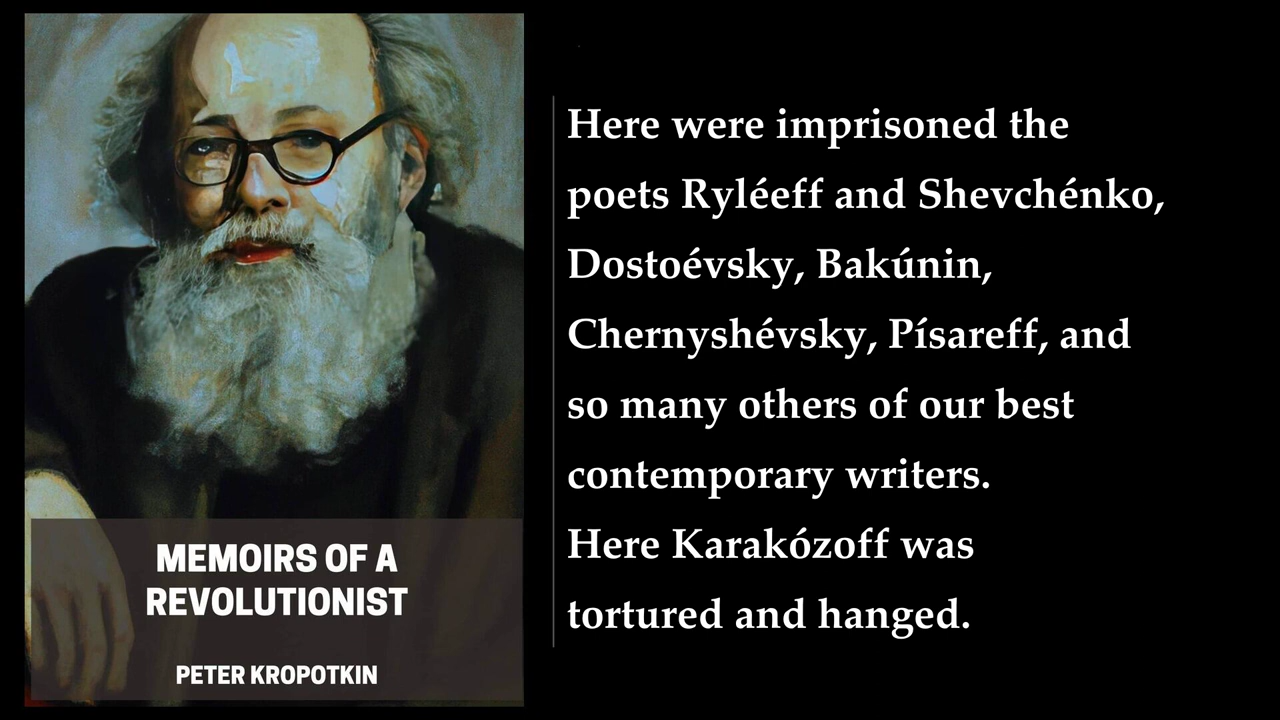 MEMOIRS OF A
REVOLUTIONIST
PETER KROPOTKIN
Here were imprisoned the
poets Ryléeff and Shevchénko,
Dostoévsky, Bakúnin,
Chernyshévsky, Písareff, and
so many others of our best
contemporary writers.
Here Karakózoff was
tortured and hanged.